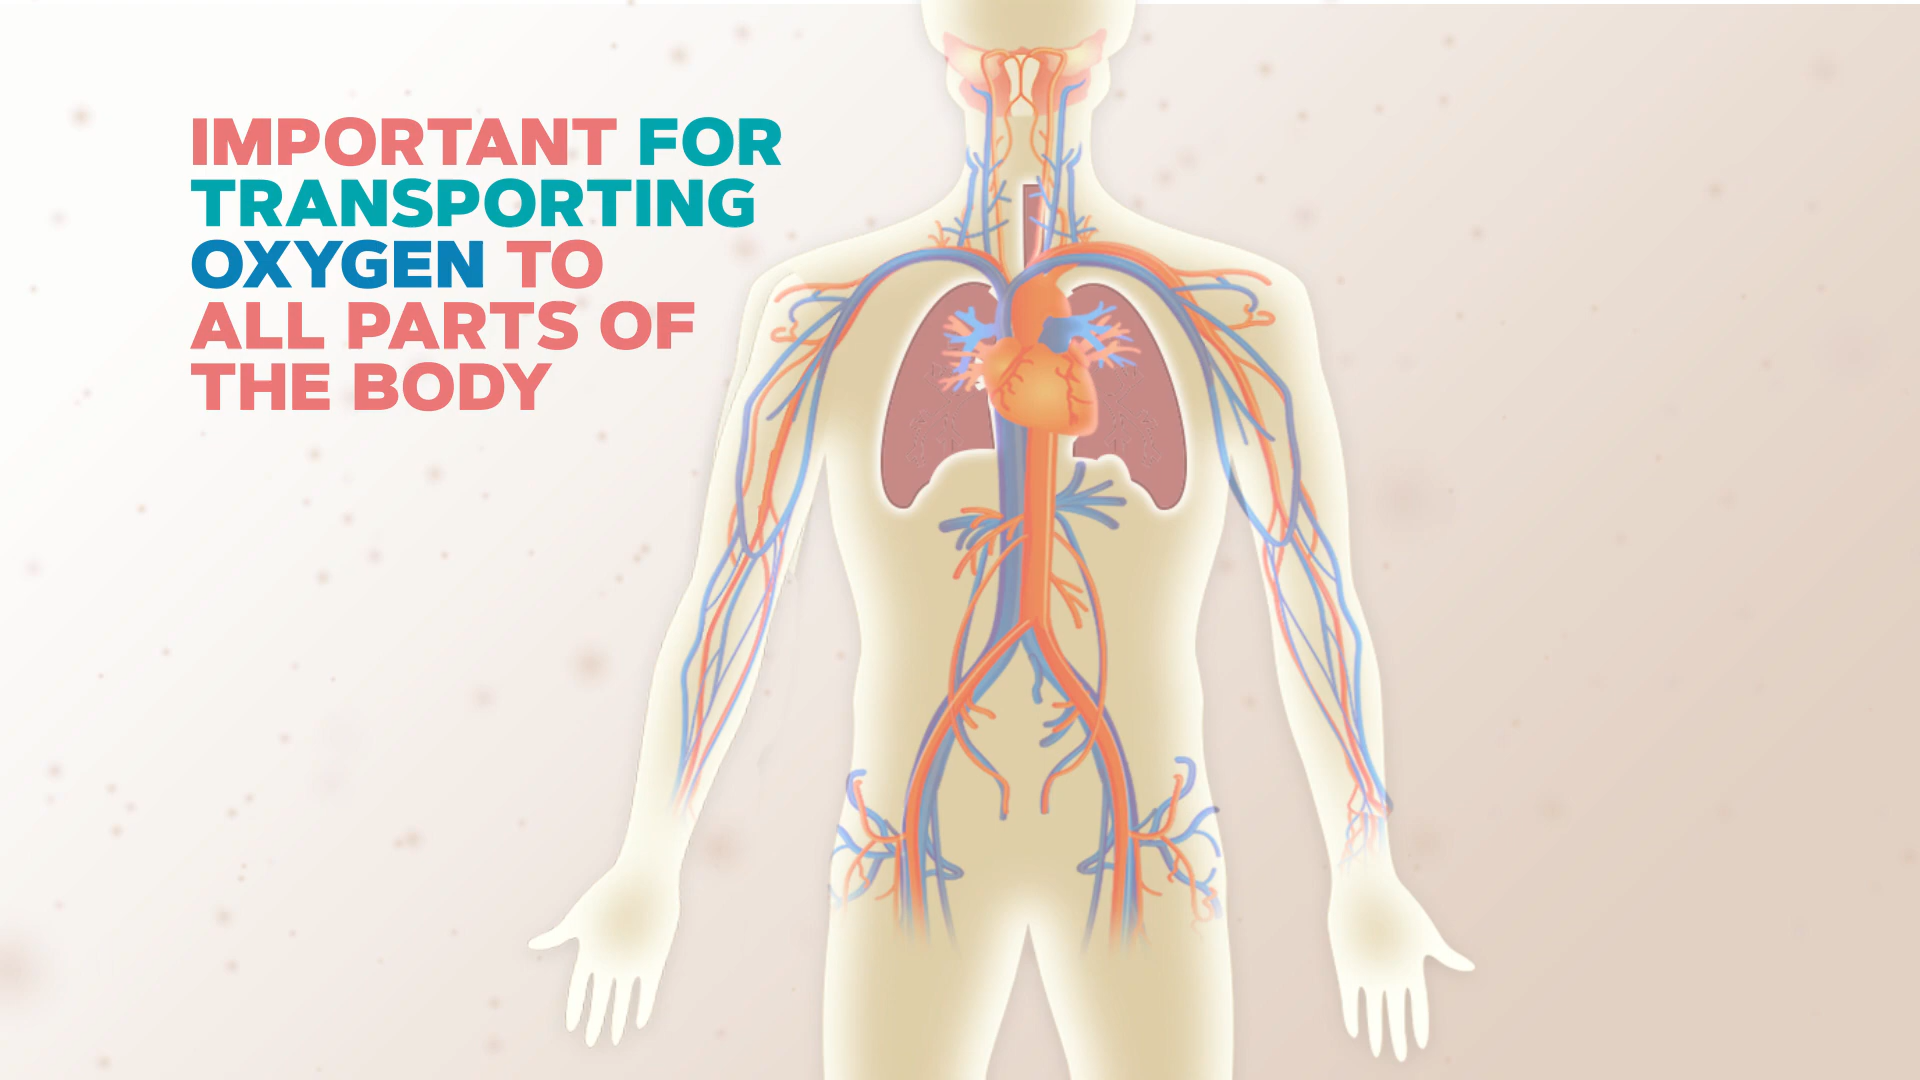 IMPORTANT FOR
TRANSPORTING
OXYGEN TO
ALL PARTS OF
THE BODY